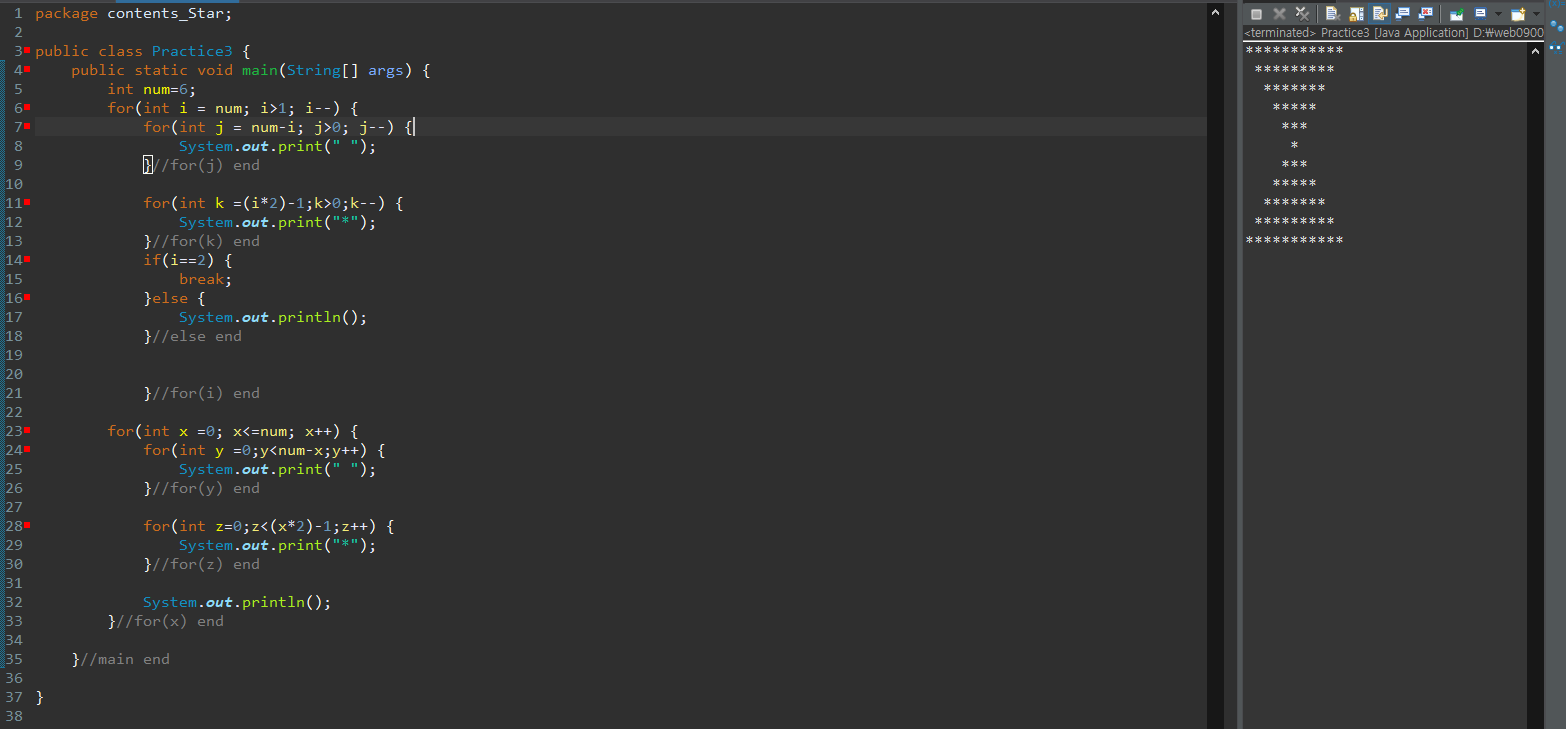 1 package contents_Star;
2
3 public class Practice3 {
4     public static void main(String[] args) {
5         int num=6;
6         for(int i = num; i>1; i--) {
7             for(int j = num-i; j>0; j--) {
8                 System.out.print(" ");
9             }//for(j) end
10
11             for(int k =(i*2)-1;k>0;k--) {
12                 System.out.print("*");
13             }//for(k) end
14             if(i==2) {
15                 break;
16             }else {
17                 System.out.println();
18             }//else end
19
20
21             }//for(i) end
22
23         for(int x =0; x<=num; x++) {
24             for(int y =0;y<num-x;y++) {
25                 System.out.print(" ");
26             }//for(y) end
27
28             for(int z=0;z<(x*2)-1;z++) {
29                 System.out.print("*");
30             }//for(z) end
31
32             System.out.println();
33         }//for(x) end
34
35     }//main end
36
37 }
38
<terminated> Practice3 [Java Application] D:₩web0900
***********
 *********
  *******
   *****
    ***
     *
    ***
   *****
  *******
 *********
***********